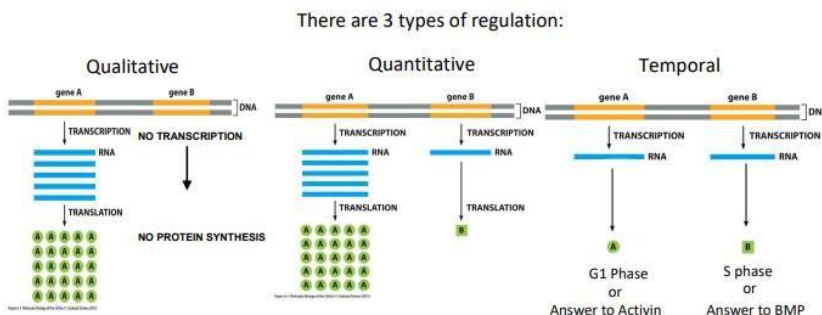 There are 3 types of regulation:
Qualitative
gene A gene B
DNA
TRANSCRIPTION NO TRANSCRIPTION
RNA
TRANSLATION
NO PROTEIN SYNTHESIS
A A A A A
A A A A A
A A A A A
A A A A A
A A A A A
Quantitative
gene A gene B
DNA
TRANSCRIPTION TRANSCRIPTION
RNA RNA
TRANSLATION TRANSLATION
A A A A A
A A A A A
A A A A A
A A A A A
A A A A A
B
Temporal
gene A gene B
DN
TRANSCRIPTION TRANSCRIPTION
RNA RNA
A B
G1 Phase
or
Answer to Activin
S phase
or
Answer to BMP